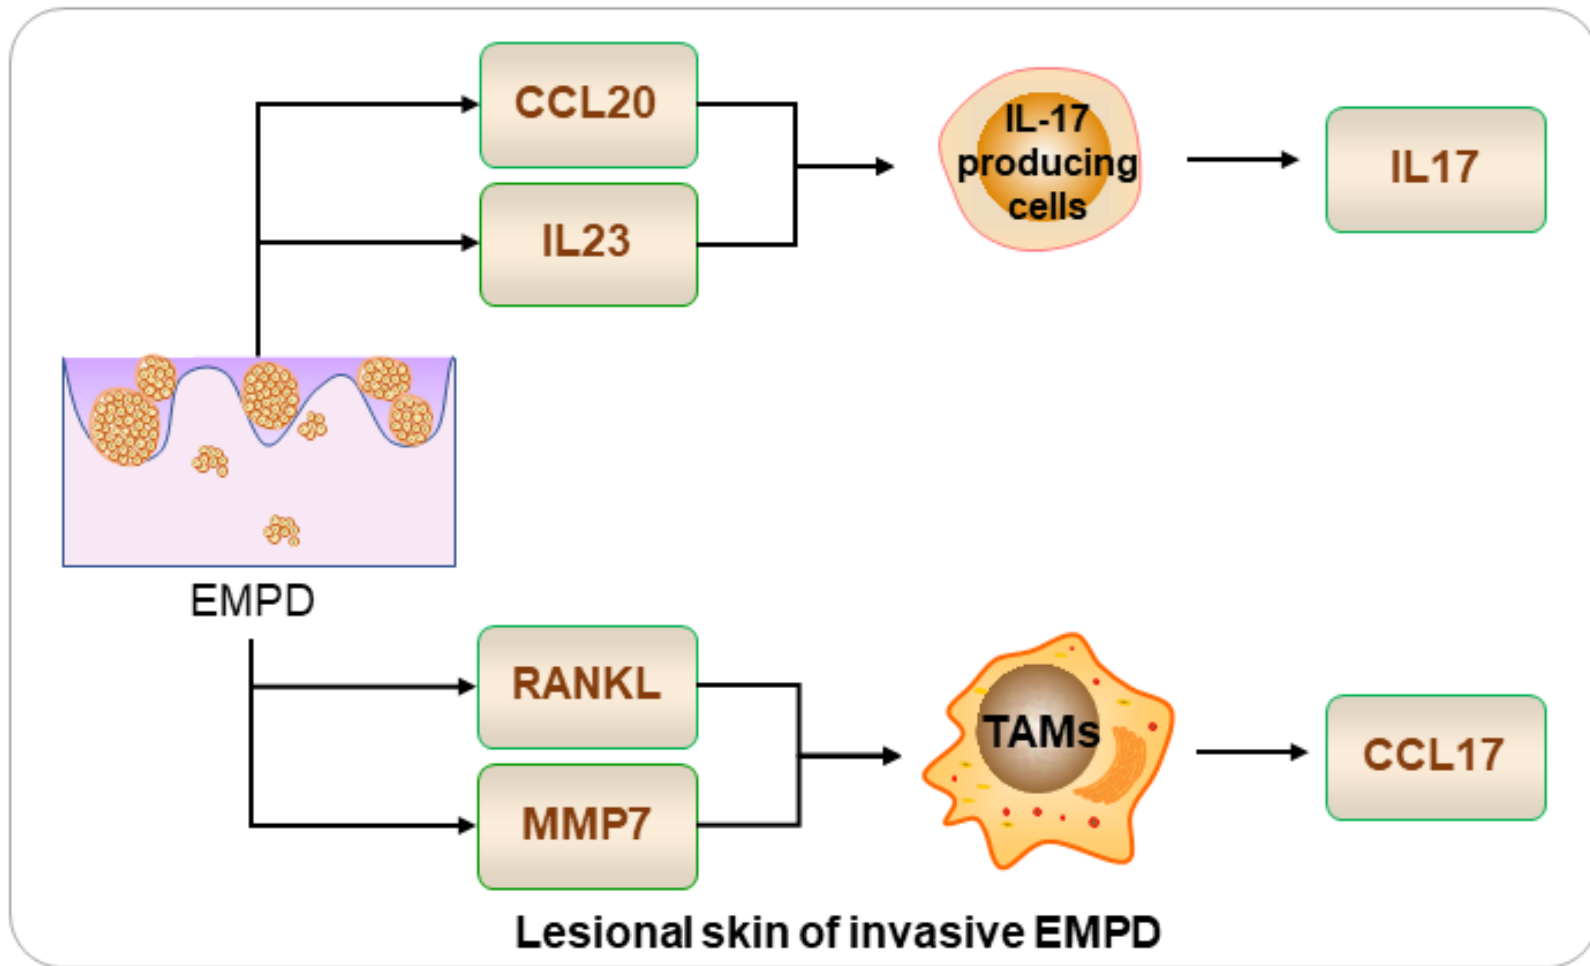 CCL20
IL23
IL-17
producing
cells
IL17
EMPD
RANKL
MMP7
TAMs
CCL17
Lesional skin of invasive EMPD